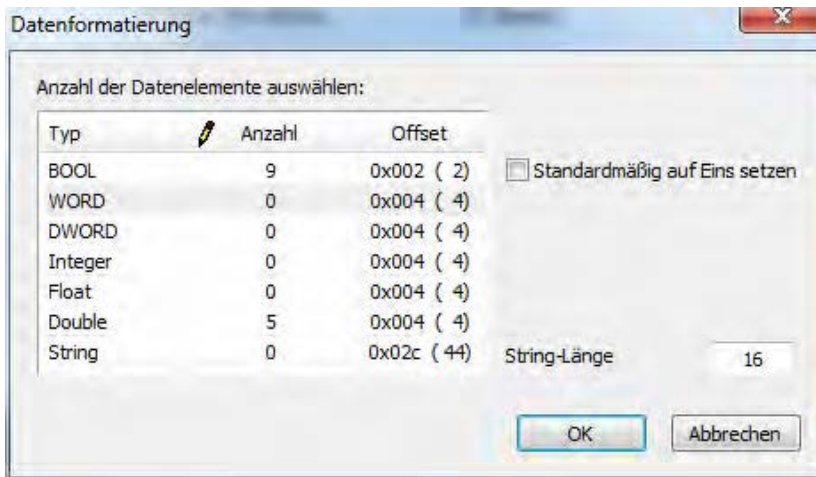 Datenformatierung
Anzahl der Datenelemente auswählen:
Typ Anzahl Offset
BOOL 9 0x002 ( 2)
WORD 0 0x004 ( 4)
DWORD 0 0x004 ( 4)
Integer 0 0x004 ( 4)
Float 0 0x004 ( 4)
Double 5 0x004 ( 4)
String 0 0x02c ( 44)
Standardmäßig auf Eins setzen
String-Länge 16
OK Abbrechen